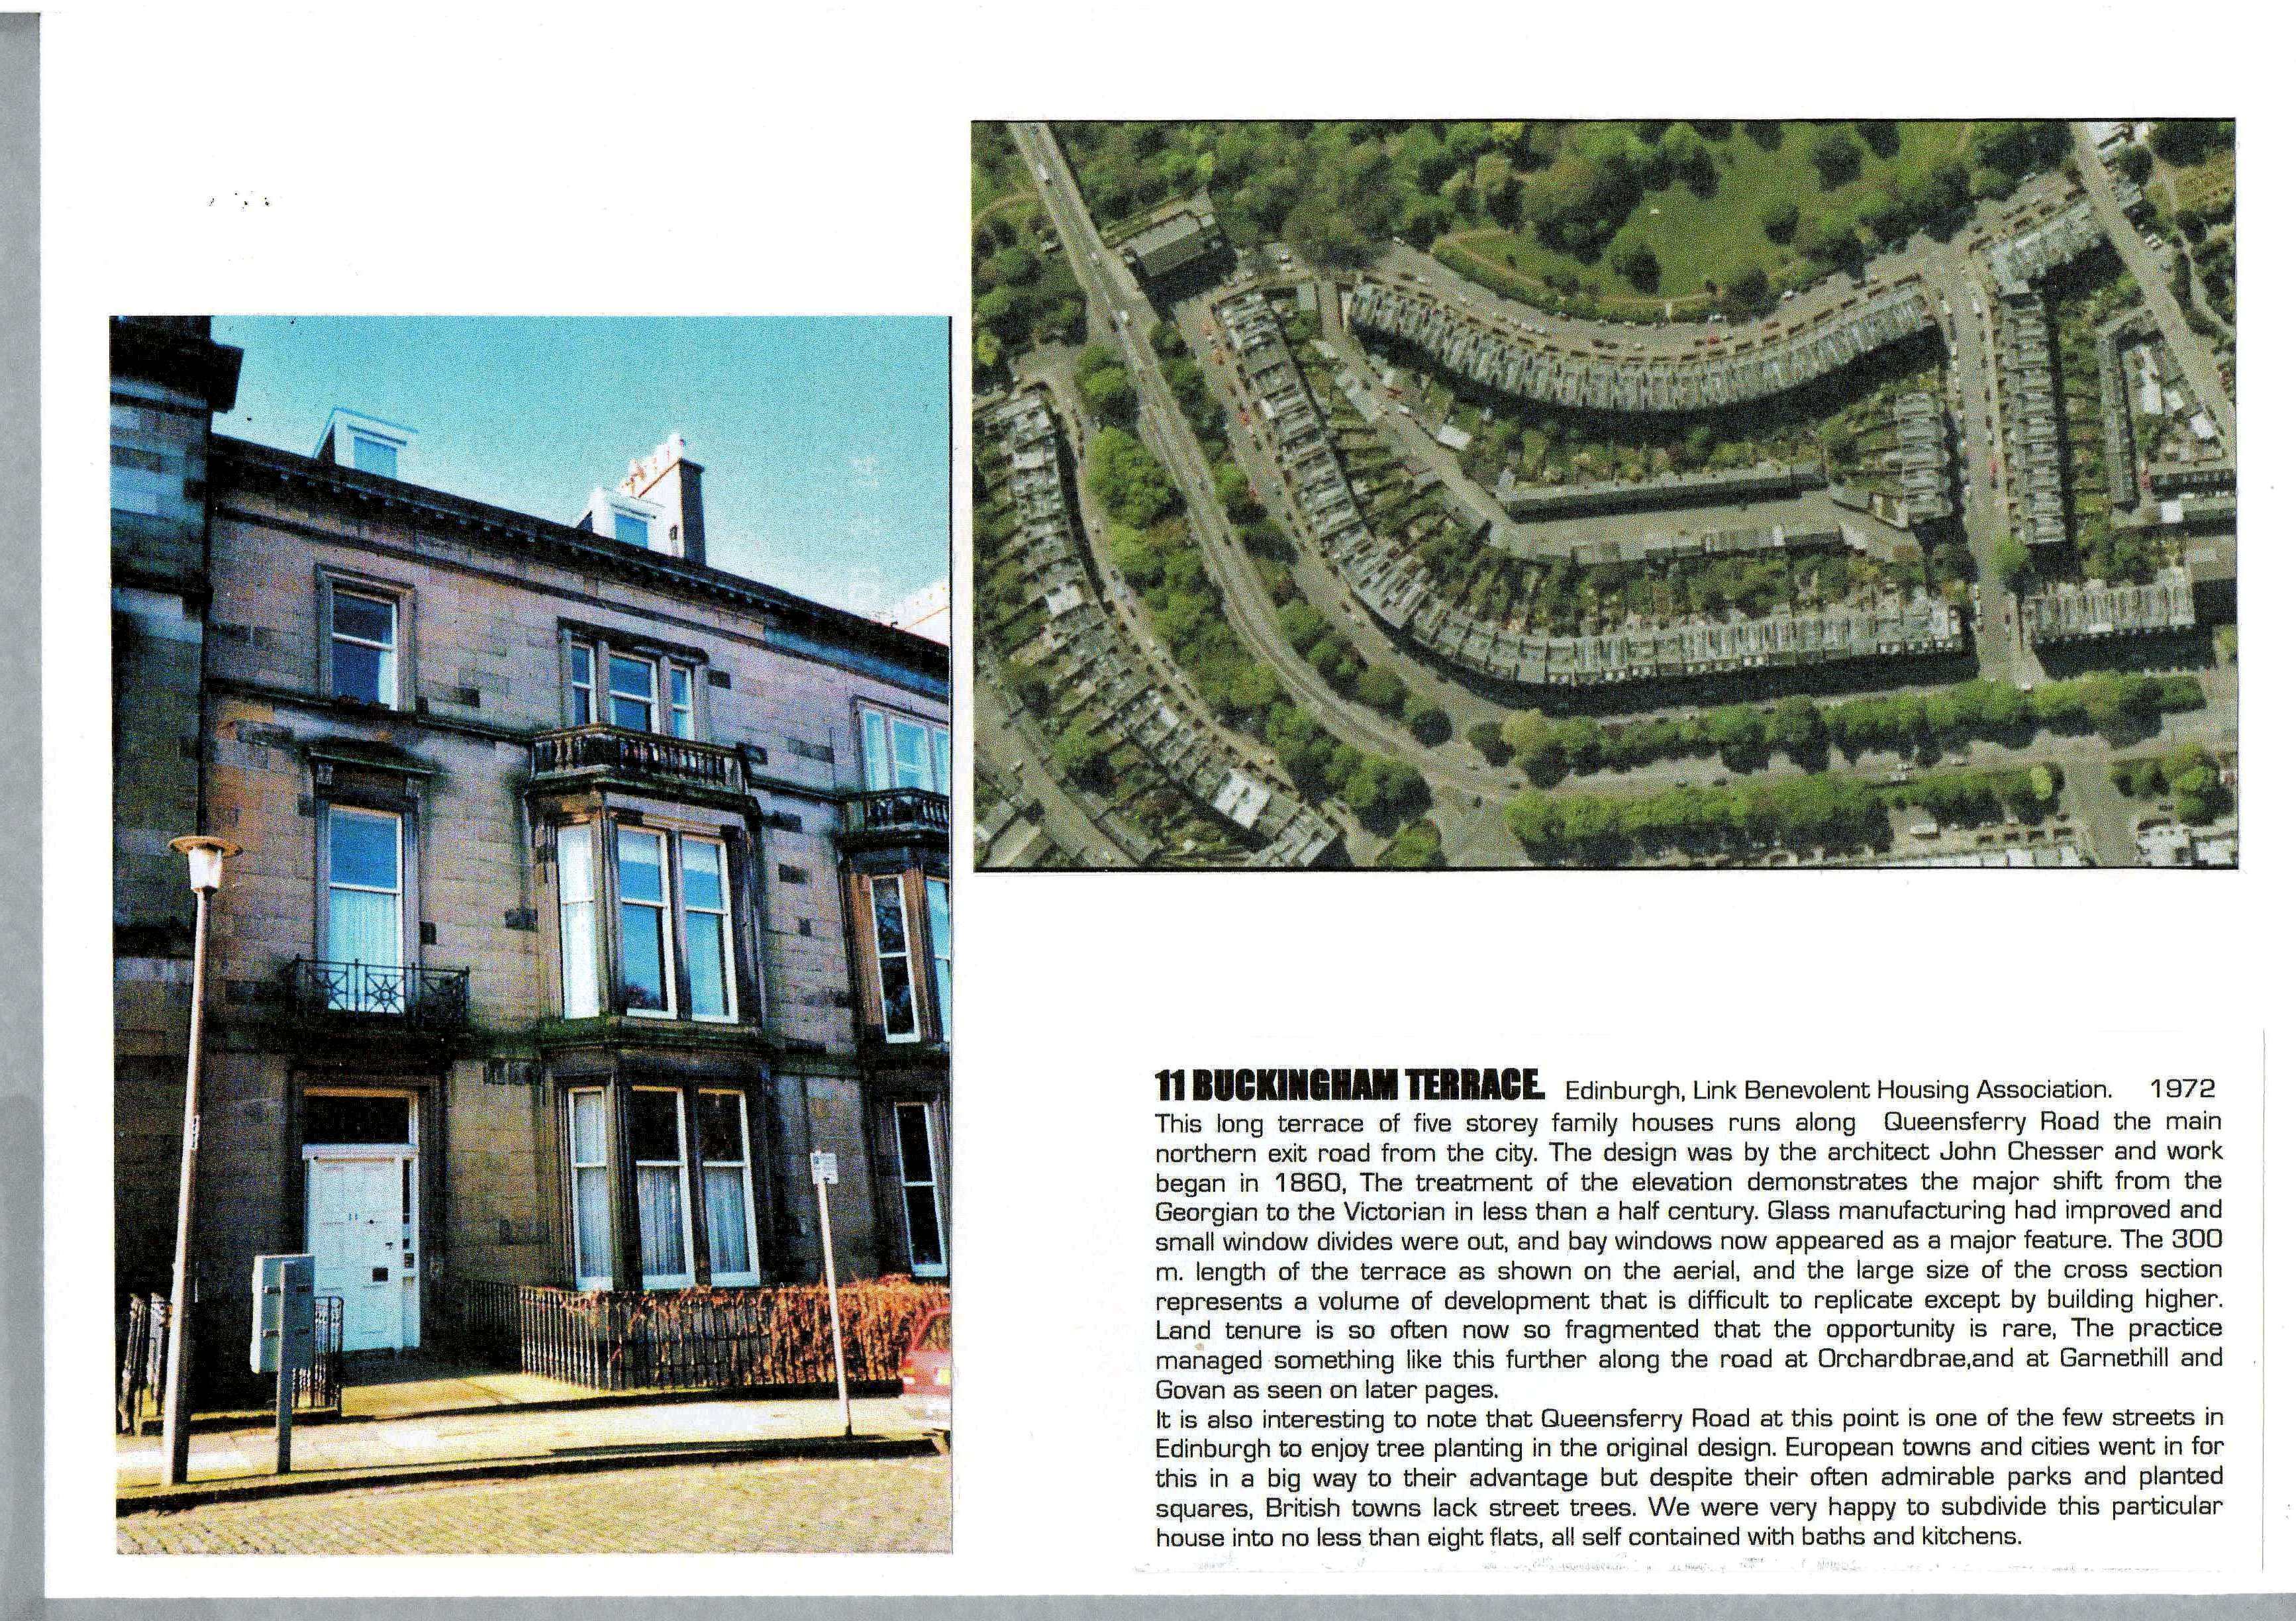 11 BUCKINGHAM TERRACE. Edinburgh, Link Benevolent Housing Association. 1972
This long terrace of five storey family houses runs along Queensferry Road the main
northern exit road from the city. The design was by the architect John Chesser and work
began in 1860, The treatment of the elevation demonstrates the major shift from the
Georgian to the Victorian in less than a half century. Glass manufacturing had improved and
small window divides were out, and bay windows now appeared as a major feature. The 300
m. length of the terrace as shown on the aerial, and the large size of the cross section
represents a volume of development that is difficult to replicate except by building higher.
Land tenure is so often now so fragmented that the opportunity is rare, The practice
managed something like this further along the road at Orchardbrae,and at Garnethill and
Govan as seen on later pages.
It is also interesting to note that Queensferry Road at this point is one of the few streets in
Edinburgh to enjoy tree planting in the original design. European towns and cities went in for
this in a big way to their advantage but despite their often admirable parks and planted
squares, British towns lack street trees. We were very happy to subdivide this particular
house into no less than eight flats, all self contained with baths and kitchens.
11